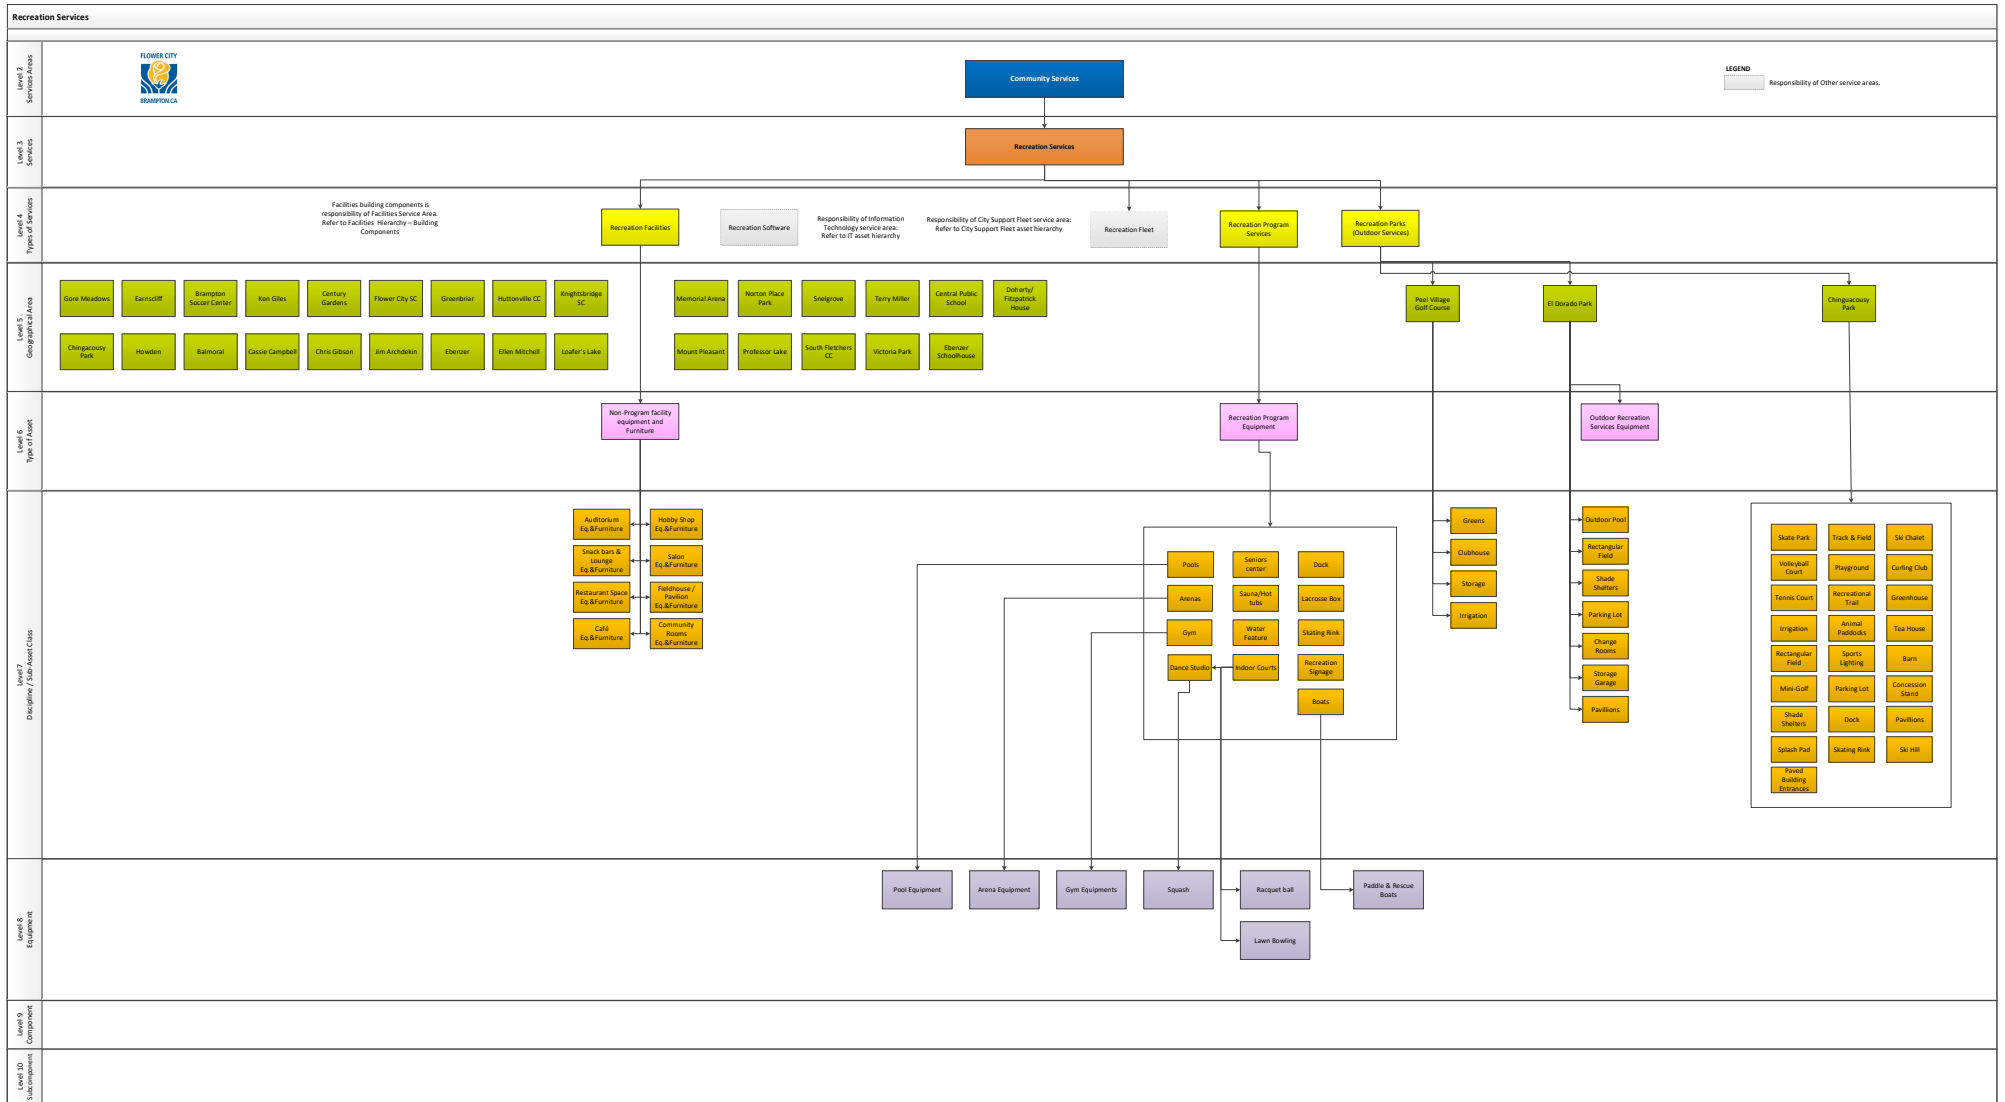 Recreation Services
Level 2
Services Areas
FLOWER CITY
BRAMPTON.CA
Community Services
LEGEND
Responsibility of Other service areas.
Level 3
Services
Recreation Services
Level 4
Types of Services
Facilities building components is
responsibility of Facilities Service Area.
Refer to Facilities Hierarchy – Building
Components
Recreation Facilities
Recreation Software
Responsibility of Information
Technology service area:
Refer to IT asset hierarchy
Responsibility of City Support Fleet service area:
Refer to City Support Fleet asset hierarchy
Recreation Fleet
Recreation Program
Services
Recreation Parks
(Outdoor Services)
Level 5 .
Geographical Area
Gore Meadows
Earnscliff
Brampton
Soccer Center
Ken Giles
Century
Gardens
Flower City SC
Greenbriar
Huttonville CC
Knightsbridge
SC
Memorial Arena
Norton Place
Park
Snelgrove
Terry Miller
Central Public
School
Doherty/
Fitzpatrick
House
Peel Village
Golf Course
El Dorado Park
Chinguacousy
Park
Chingacousy
Park
Howden
Balmoral
Cassie Campbell
Chris Gibson
Jim Archdekin
Ebenzer
Ellen Mitchell
Loafer's Lake
Mount Pleasant
Professor Lake
South Fletchers
CC
Victoria Park
Ebenzer
Schoolhouse
Level 6
Type of Asset
Non-Program facility
equipment and
Furniture
Recreation Program
Equipment
Outdoor Recreation
Services Equipment
Level 7
Discipline / Sub-Asset Class
Auditorium
Eq.&Furniture
Hobby Shop
Eq.&Furniture
Snack bars &
Lounge
Eq.&Furniture
Salon
Eq.&Furniture
Restaurant Space
Eq.&Furniture
Fieldhouse /
Pavilion
Eq.&Furniture
Café
Eq.&Furniture
Community
Rooms
Eq.&Furniture
Pools
Seniors
center
Dock
Arenas
Sauna/Hot
tubs
Lacrosse Box
Gym
Water
Feature
Skating Rink
Dance Studio
Indoor Courts
Recreation
Signage
Boats
Greens
Clubhouse
Storage
Irrigation
Outdoor Pool
Rectangular
Field
Shade
Shelters
Parking Lot
Change
Rooms
Storage
Garage
Pavillions
Skate Park
Track & Field
Ski Chalet
Volleyball
Court
Playground
Curling Club
Tennis Court
Recreational
Trail
Greenhouse
Irrigation
Animal
Paddocks
Tea House
Rectangular
Field
Sports
Lighting
Barn
Mini-Golf
Parking Lot
Concession
Stand
Shade
Shelters
Dock
Pavillions
Splash Pad
Skating Rink
Ski Hill
Paved
Building
Entrances
Level 8
Equipment
Pool Equipment
Arena Equipment
Gym Equipments
Squash
Racquet ball
Paddle & Rescue
Boats
Lawn Bowling
Level 9
Component
Level 10
Subcomponent